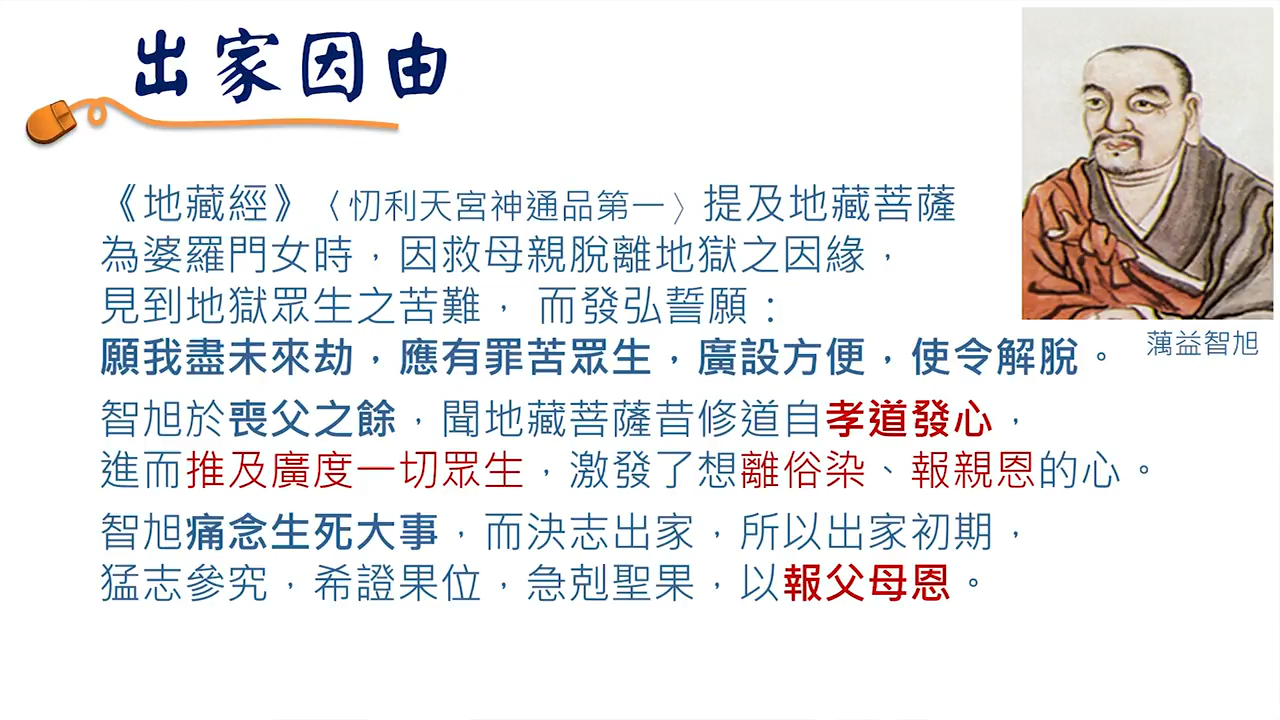 出家因由
《地藏經》〈忉利天宮神通品第一〉提及地藏菩薩
為婆羅門女時，因救母親脫離地獄之因緣，
見到地獄眾生之苦難， 而發弘誓願：
願我盡未來劫，應有罪苦眾生，廣設方便，使令解脫。
蕅益智旭
智旭於喪父之餘，聞地藏菩薩昔修道自孝道發心，
進而推及廣度一切眾生，激發了想離俗染、報親恩的心。
智旭痛念生死大事，而決志出家，所以出家初期，
猛志參究，希證果位，急剋聖果，以報父母恩。